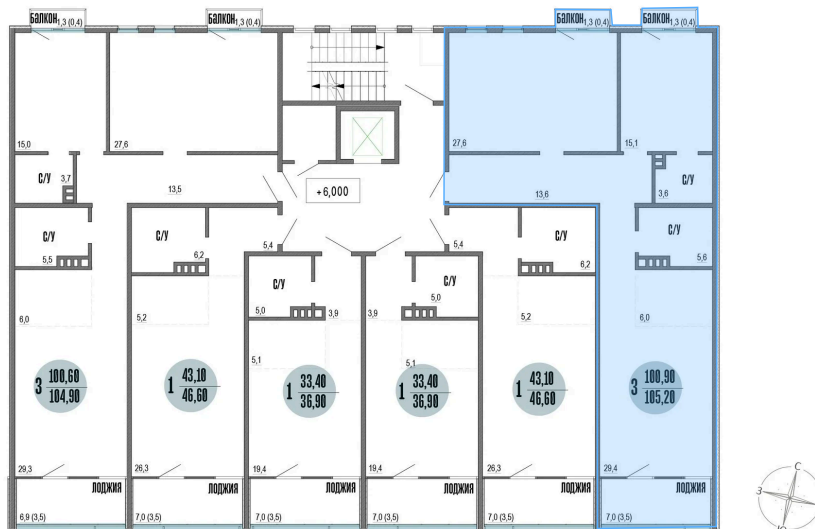 БАЛКОН 1,3 (0,4)
БАЛКОН 1,3 (0,4)
БАЛКОН 1,3 (0,4)
БАЛКОН 1,3 (0,4)
15,0
27,6
27,6
15,1
С/У
3,7
13,5
+6,000
13,6
3,6
С/У
С/У
5,5
С/У
6,2
5,4
5,4
С/У
6,2
С/У
5,6
С/У
5,0
3,9
3,9
С/У
5,0
6,0
5,2
5,1
5,1
5,2
6,0
3 100,60
104,90
1 43,10
46,60
1 33,40
36,90
1 33,40
36,90
1 43,10
46,60
3 100,90
105,20
29,3
26,3
19,4
19,4
26,3
29,4
ЛОДЖИЯ
ЛОДЖИЯ
ЛОДЖИЯ
ЛОДЖИЯ
ЛОДЖИЯ
ЛОДЖИЯ
6,9 (3,5)
7,0 (3,5)
7,0 (3,5)
7,0 (3,5)
7,0 (3,5)
7,0 (3,5)
С
З
Ю